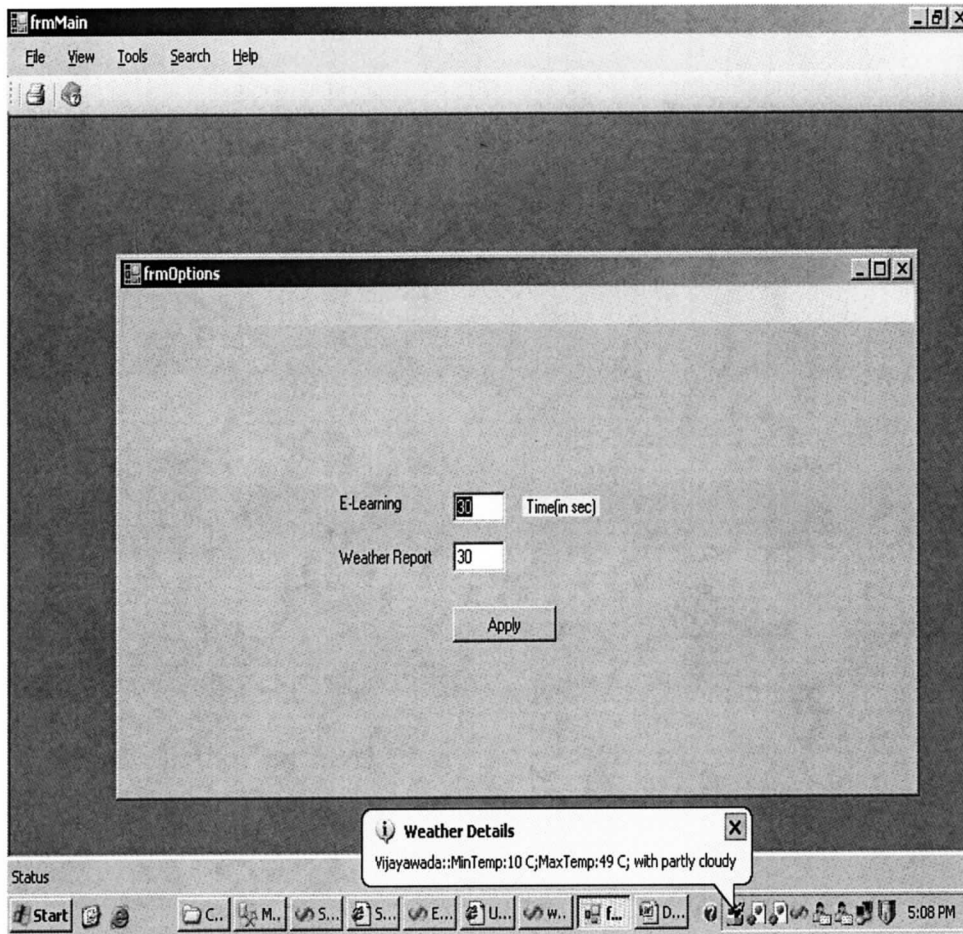 frmMain
File View Tools Search Help
frmOptions
E-Learning 30 Time(in sec)
Weather Report 30
Apply
Weather Details
Vijayawada::MinTemp:10 C;MaxTemp:49 C; with partly cloudy
Status
Start C.. M.. S... S... E... U... w.. f... D... 5:08 PM